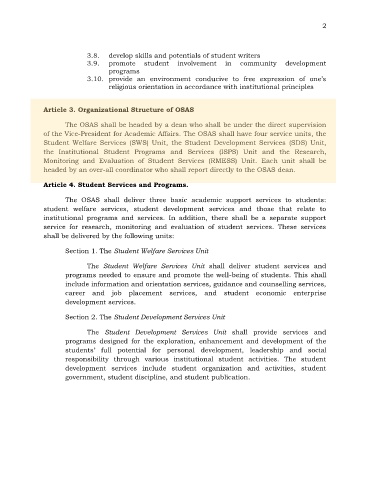 2
3.8. develop skills and potentials of student writers
3.9. promote student involvement in community development
programs
3.10. provide an environment conducive to free expression of one's
religious orientation in accordance with institutional principles
Article 3. Organizational Structure of OSAS
The OSAS shall be headed by a dean who shall be under the direct supervision
of the Vice-President for Academic Affairs. The OSAS shall have four service units, the
Student Welfare Services (SWS) Unit, the Student Development Services (SDS) Unit,
the Institutional Student Programs and Services (ISPS) Unit and the Research,
Monitoring and Evaluation of Student Services (RMESS) Unit. Each unit shall be
headed by an over-all coordinator who shall report directly to the OSAS dean.
Article 4. Student Services and Programs.
The OSAS shall deliver three basic academic support services to students:
student welfare services, student development services and those that relate to
institutional programs and services. In addition, there shall be a separate support
service for research, monitoring and evaluation of student services. These services
shall be delivered by the following units:
Section 1. The Student Welfare Services Unit
The Student Welfare Services Unit shall deliver student services and
programs needed to ensure and promote the well-being of students. This shall
include information and orientation services, guidance and counselling services,
career and job placement services, and student economic enterprise
development services.
Section 2. The Student Development Services Unit
The Student Development Services Unit shall provide services and
programs designed for the exploration, enhancement and development of the
students' full potential for personal development, leadership and social
responsibility through various institutional student activities. The student
development services include student organization and activities, student
government, student discipline, and student publication.